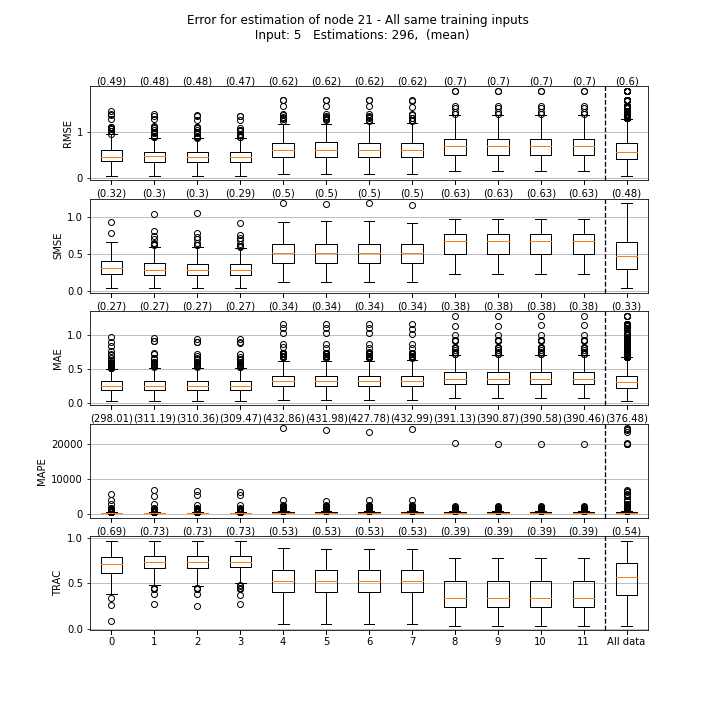 Error for estimation of node 21 - All same training inputs
Input: 5 Estimations: 296, (mean)
(0.49) (0.48) (0.48) (0.47) (0.62) (0.62) (0.62) (0.62) (0.7) (0.7) (0.7) (0.7) (0.6)
RMSE
1
0
(0.32) (0.3) (0.3) (0.29) (0.5) (0.5) (0.5) (0.5) (0.63) (0.63) (0.63) (0.63) (0.48)
SMSE
1.0
0.5
0.0
(0.27) (0.27) (0.27) (0.27) (0.34) (0.34) (0.34) (0.34) (0.38) (0.38) (0.38) (0.38) (0.33)
MAE
1.0
0.5
0.0
(298.01) (311.19) (310.36) (309.47) (432.86) (431.98) (427.78) (432.99) (391.13) (390.87) (390.58) (390.46) (376.48)
MAPE
20000
10000
0
(0.69) (0.73) (0.73) (0.73) (0.53) (0.53) (0.53) (0.53) (0.39) (0.39) (0.39) (0.39) (0.54)
TRAC
1.0
0.5
0.0
0 1 2 3 4 5 6 7 8 9 10 11 All data